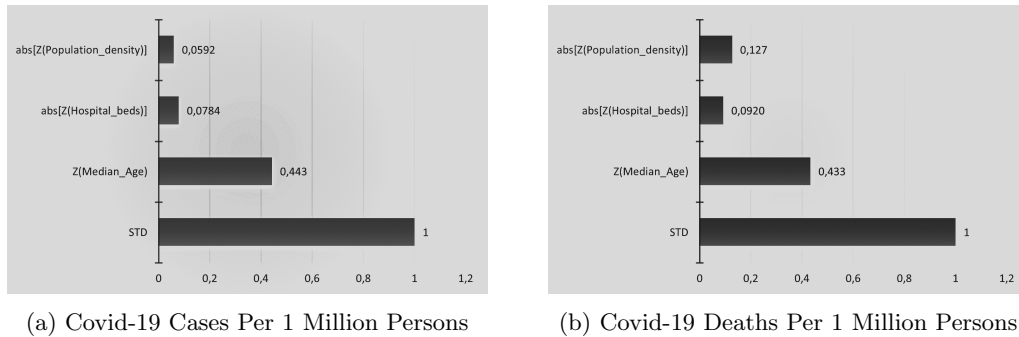 abs[Z(Population_density)]
0,0592
abs[Z(Hospital_beds)]
0,0784
Z(Median_Age)
0,443
STD
1
0 0,2 0,4 0,6 0,8 1 1,2
(a) Covid-19 Cases Per 1 Million Persons
abs[Z(Population_density)]
0,127
abs[Z(Hospital_beds)]
0,0920
Z(Median_Age)
0,433
STD
1
0 0,2 0,4 0,6 0,8 1 1,2
(b) Covid-19 Deaths Per 1 Million Persons